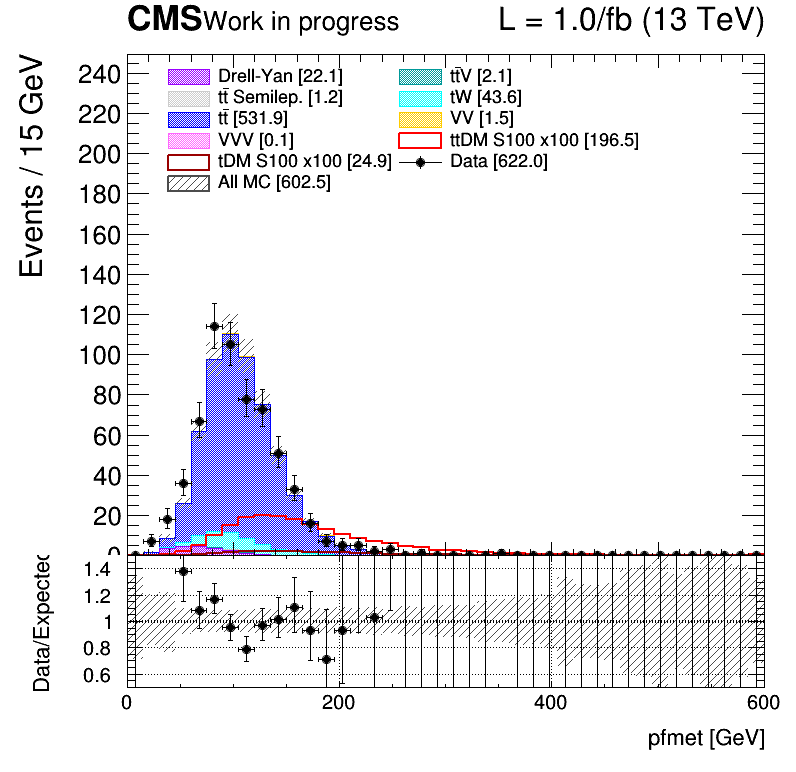 CMS Work in progress L = 1.0/fb (13 TeV)
Events / 15 GeV
240
220
200
180
160
140
120
100
80
60
40
20
0
Drell-Yan [22.1] tt̄V [2.1]
tt̄ Semilep. [1.2] tW [43.6]
tt̄ [531.9] VV [1.5]
VVV [0.1] ttDM S100 x100 [196.5]
tDM S100 x100 [24.9] Data [622.0]
All MC [602.5]
Data/Expected
1.4
1.2
1
0.8
0.6
0 200 400 600
pfmet [GeV]